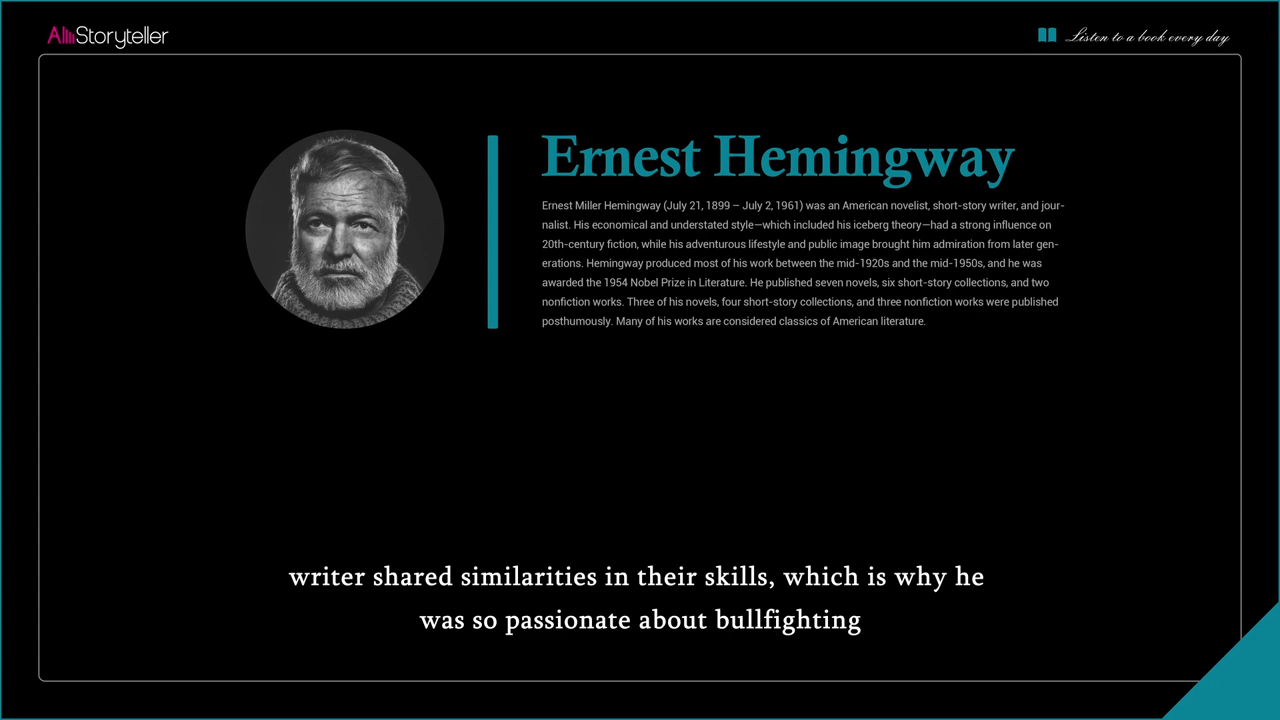 AllStoryteller
Listen to a book every day
Ernest Hemingway
Ernest Miller Hemingway (July 21, 1899 – July 2, 1961) was an American novelist, short-story writer, and jour-
nalist. His economical and understated style—which included his iceberg theory—had a strong influence on
20th-century fiction, while his adventurous lifestyle and public image brought him admiration from later gen-
erations. Hemingway produced most of his work between the mid-1920s and the mid-1950s, and he was
awarded the 1954 Nobel Prize in Literature. He published seven novels, six short-story collections, and two
nonfiction works. Three of his novels, four short-story collections, and three nonfiction works were published
posthumously. Many of his works are considered classics of American literature.
writer shared similarities in their skills, which is why he
was so passionate about bullfighting